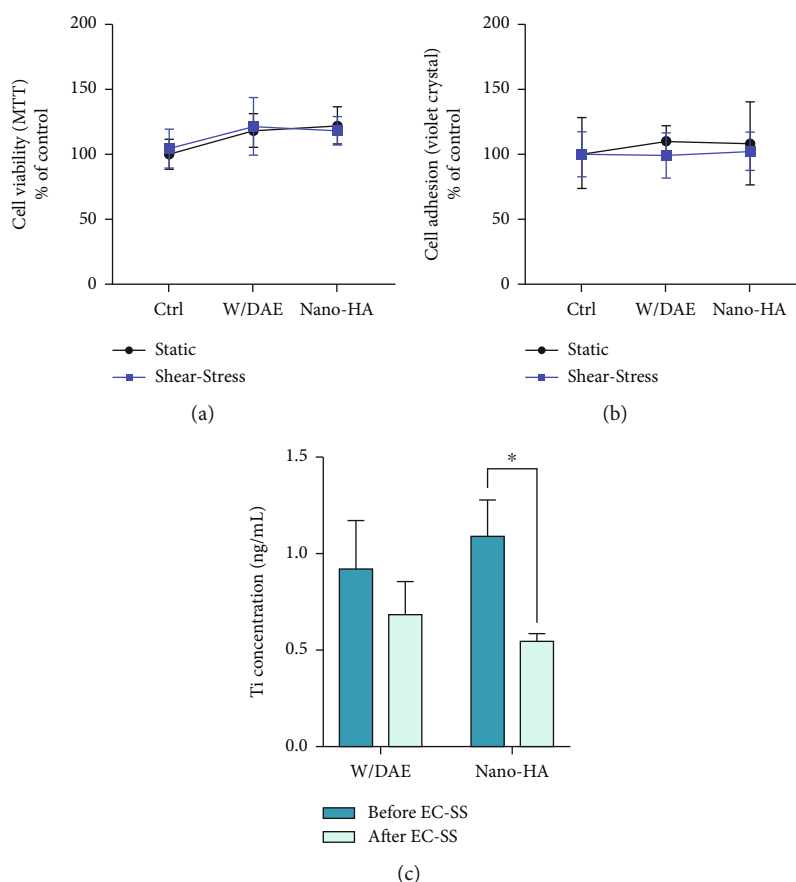 Cell viability (MTT)
% of control
200
150
100
50
0
Ctrl W/DAE Nano-HA
Static
Shear-Stress
(a)
Cell adhesion (violet crystal)
% of control
200
150
100
50
0
Ctrl W/DAE Nano-HA
Static
Shear-Stress
(b)
Ti concentration (ng/mL)
1.5
1.0
0.5
0.0
*
W/DAE Nano-HA
Before EC-SS
After EC-SS
(c)